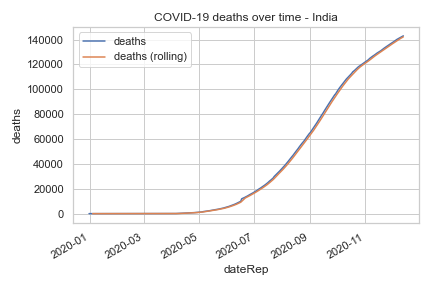 COVID-19 deaths over time - India
deaths
deaths (rolling)
140000
120000
100000
80000
60000
40000
20000
0
deaths
2020-01
2020-03
2020-05
2020-07
2020-09
2020-11
dateRep